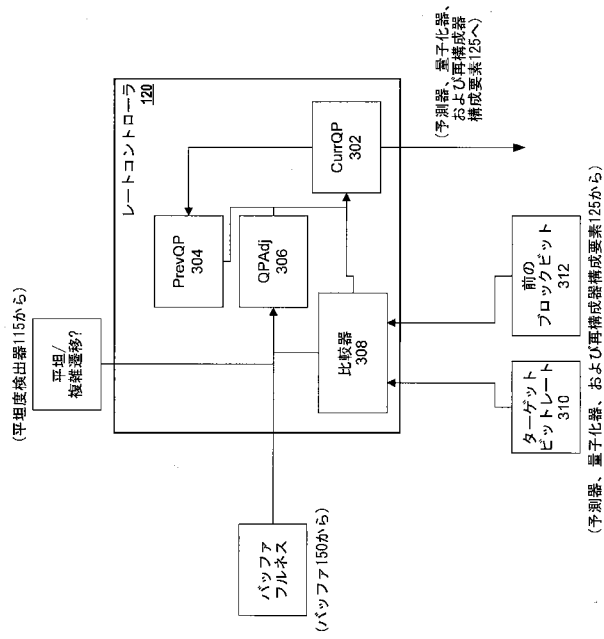 (平坦度検出器115から)
平坦/
複雑遷移?
レートコントローラ
120
PrevQP
304
QPAdj
306
CurrQP
302
比較器
308
バッファ
フルネス
(バッファ150から)
(予測器、量子化器、
および再構成器
構成要素125へ)
ターゲット
ビットレート
310
前の
ブロックビット
312
(予測器、量子化器、および再構成器構成要素125から)